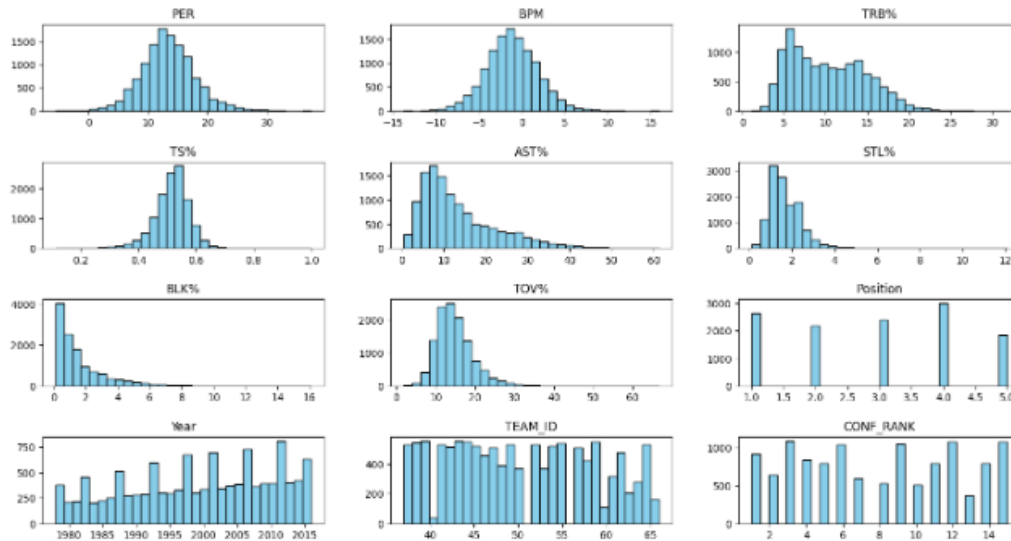 PER
BPM
TRB%
1500
1000
500
0
0 10 20 30
1500
1000
500
0
−15 −10 −5 0 5 10 15
1000
500
0
0 5 10 15 20 25 30
TS%
AST%
STL%
2000
1000
0
0.2 0.4 0.6 0.8 1.0
1500
1000
500
0
0 10 20 30 40 50 60
3000
2000
1000
0
0 2 4 6 8 10 12
BLK%
TOV%
Position
4000
2000
0
0 2 4 6 8 10 12 14 16
2000
1000
0
0 10 20 30 40 50 60
3000
2000
1000
0
1.0 1.5 2.0 2.5 3.0 3.5 4.0 4.5 5.0
Year
TEAM_ID
CONF_RANK
750
500
250
0
1980 1985 1990 1995 2000 2005 2010 2015
400
200
0
40 45 50 55 60 65
1000
500
0
2 4 6 8 10 12 14